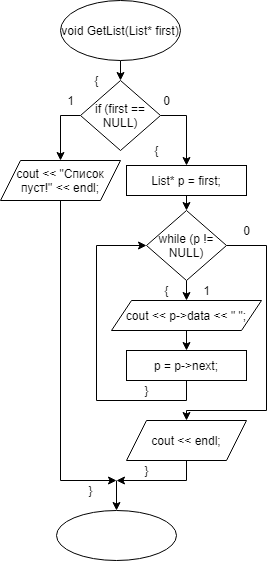 void GetList(List* first)
{
if (first ==
NULL)
1
0
{
cout << "Список
пуст!" << endl;
List* p = first;
while (p !=
NULL)
0
{
1
cout << p->data << " ";
p = p->next;
}
cout << endl;
}
}